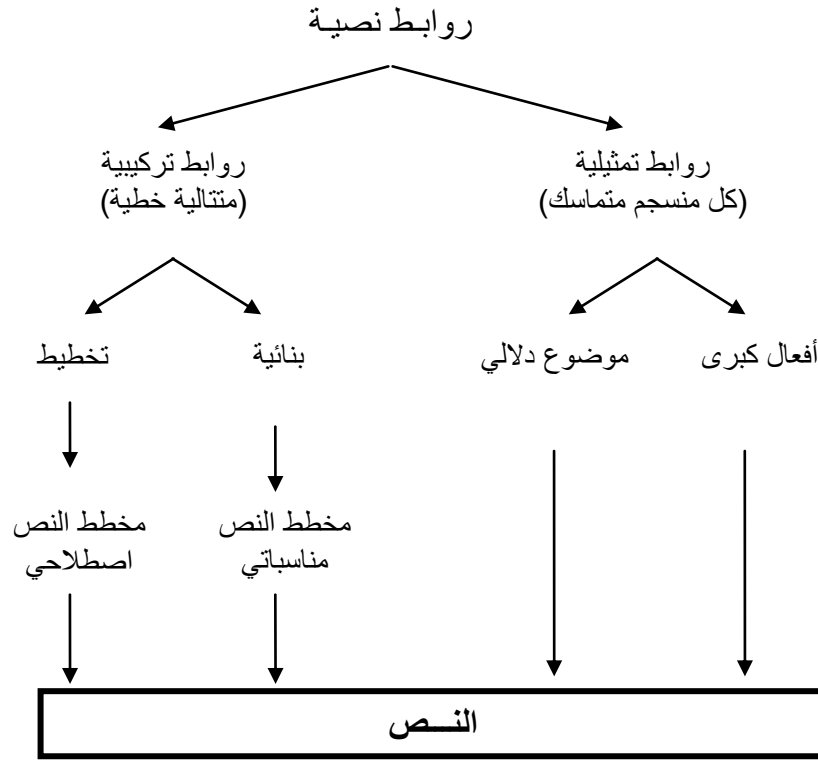 روابط نصية
روابط تمثيلية
(كل منسجم متماسك)
روابط تركيبية
(متتالية خطية)
أفعال كبرى
موضوع دلالي
بنائية
تخطيط
مخطط النص
مناسباتي
مخطط النص
اصطلاحي
النـــص